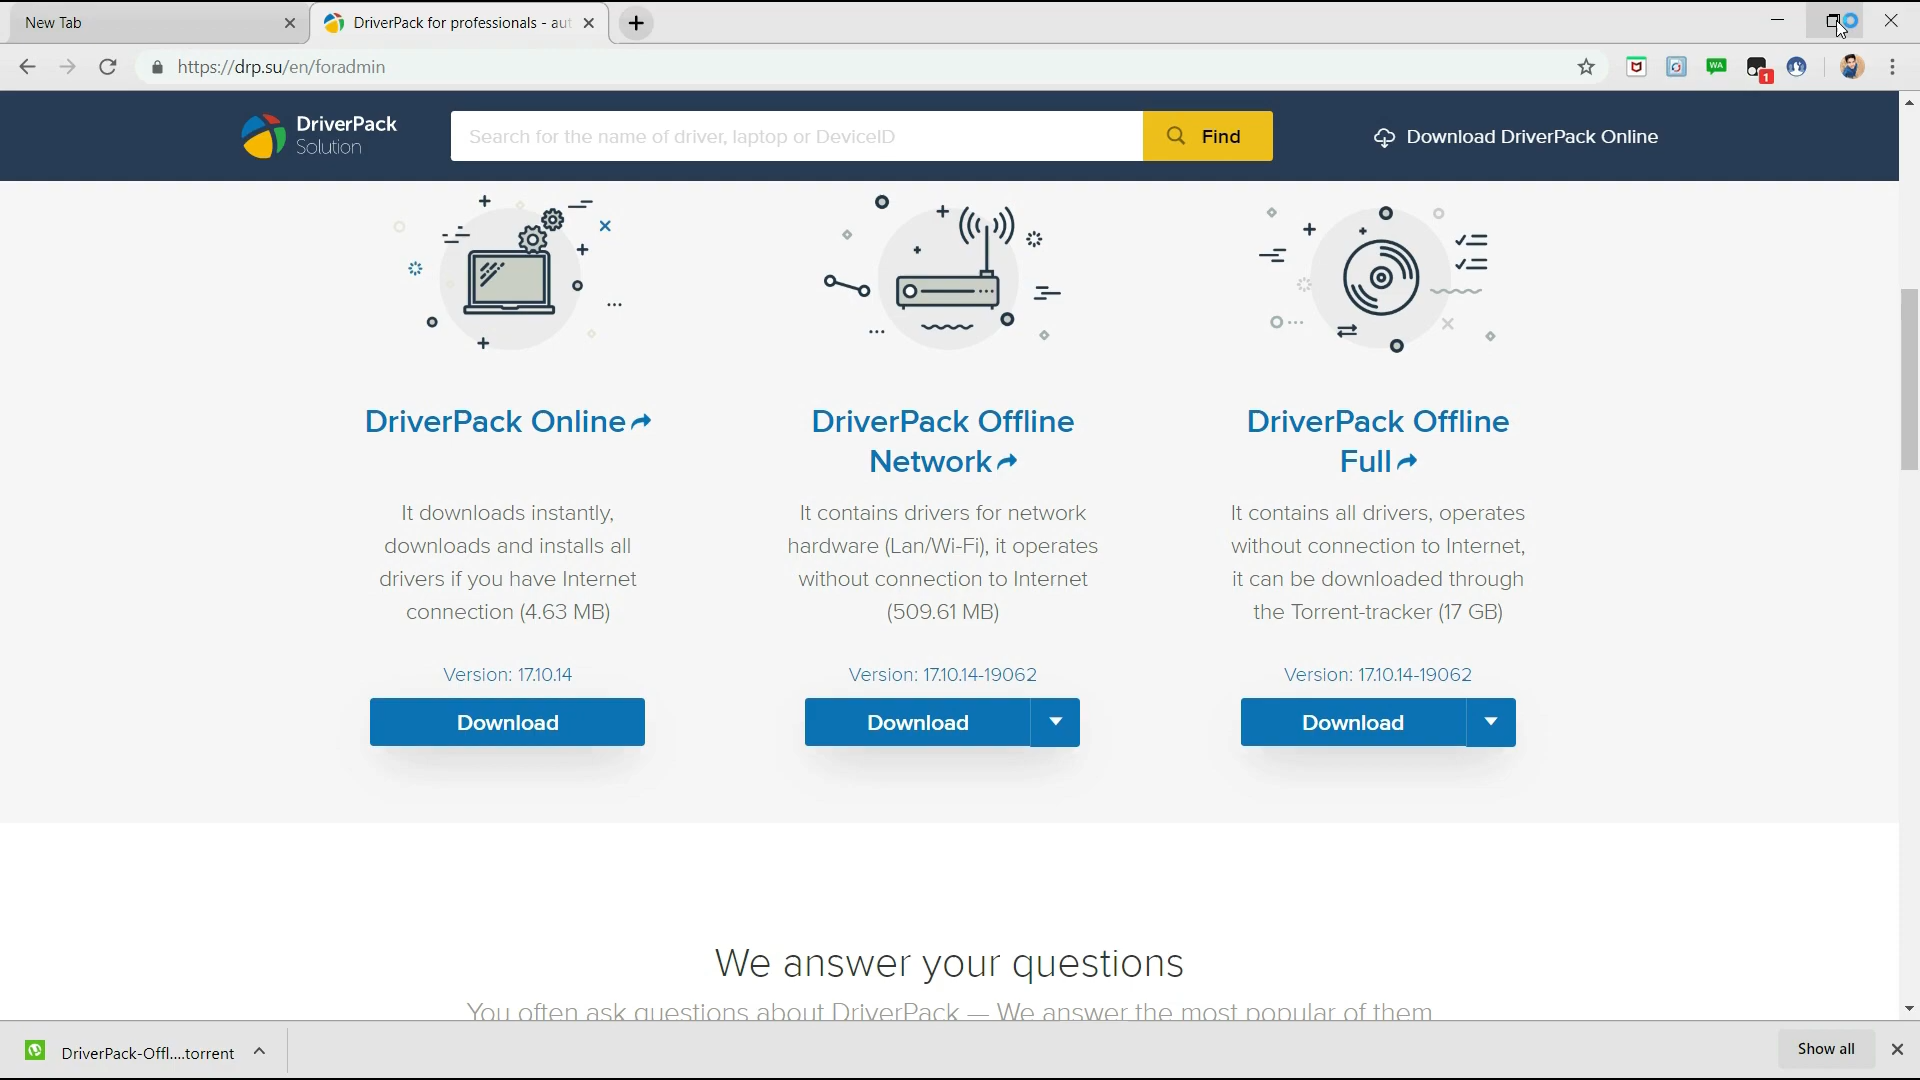 New Tab
DriverPack for professionals - aut
https://drp.su/en/foradmin
WA
1
DriverPack
Solution
Search for the name of driver, laptop or DeviceID
Find
Download DriverPack Online
DriverPack Online
It downloads instantly,
downloads and installs all
drivers if you have Internet
connection (4.63 MB)
Version: 17.10.14
Download
DriverPack Offline
Network
It contains drivers for network
hardware (Lan/Wi-Fi), it operates
without connection to Internet
(509.61 MB)
Version: 17.10.14-19062
Download
DriverPack Offline
Full
It contains all drivers, operates
without connection to Internet,
it can be downloaded through
the Torrent-tracker (17 GB)
Version: 17.10.14-19062
Download
We answer your questions
You often ask questions about DriverPack — We answer the most popular of them
DriverPack-Offl....torrent
Show all